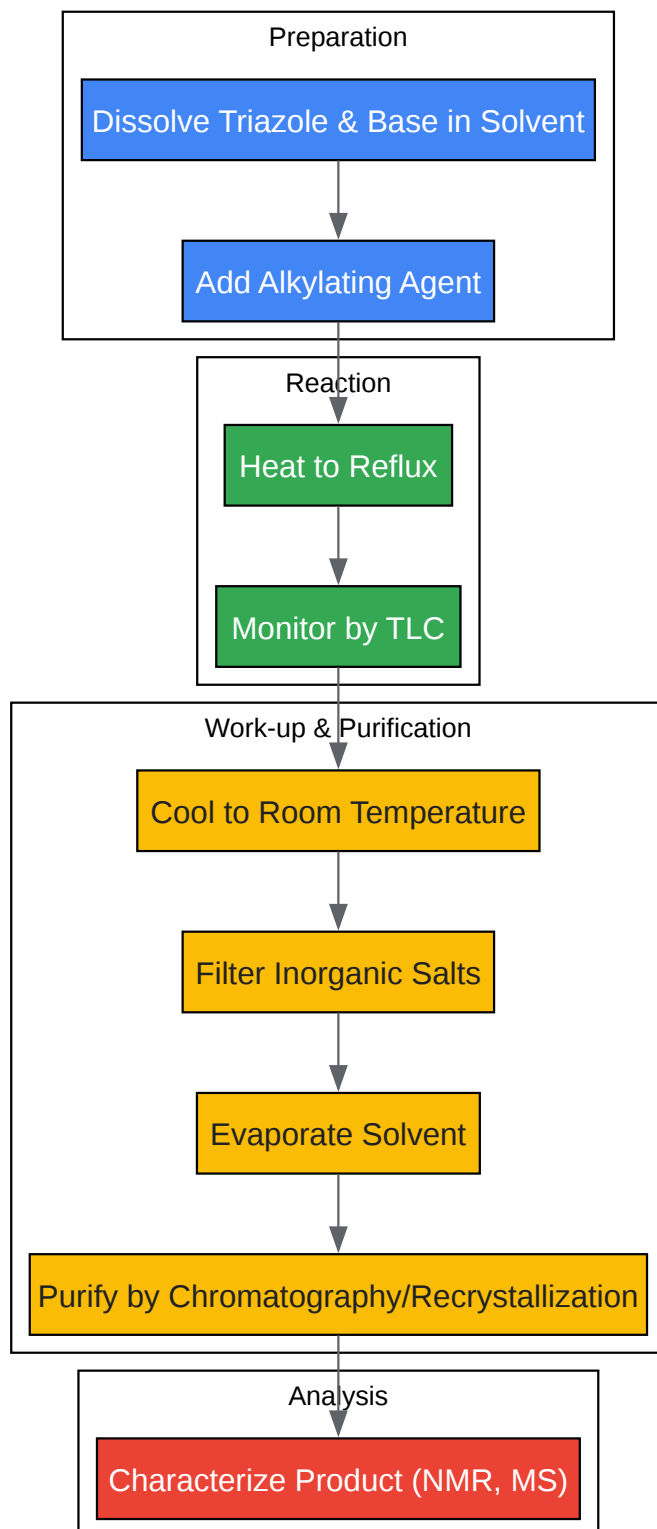 Preparation
Dissolve Triazole & Base in Solvent
Add Alkylating Agent
Reaction
Heat to Reflux
Monitor by TLC
Work-up & Purification
Cool to Room Temperature
Filter Inorganic Salts
Evaporate Solvent
Purify by Chromatography/Recrystallization
Analysis
Characterize Product (NMR, MS)